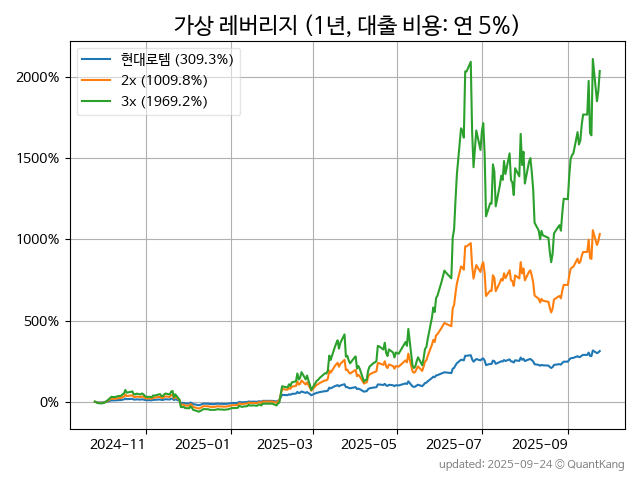 가상 레버리지 (1년, 대출 비용: 연 5%)
현대로템 (309.3%)
2x (1009.8%)
3x (1969.2%)
2000%
1500%
1000%
500%
0%
2024-11 2025-01 2025-03 2025-05 2025-07 2025-09
updated: 2025-09-24 © QuantKang